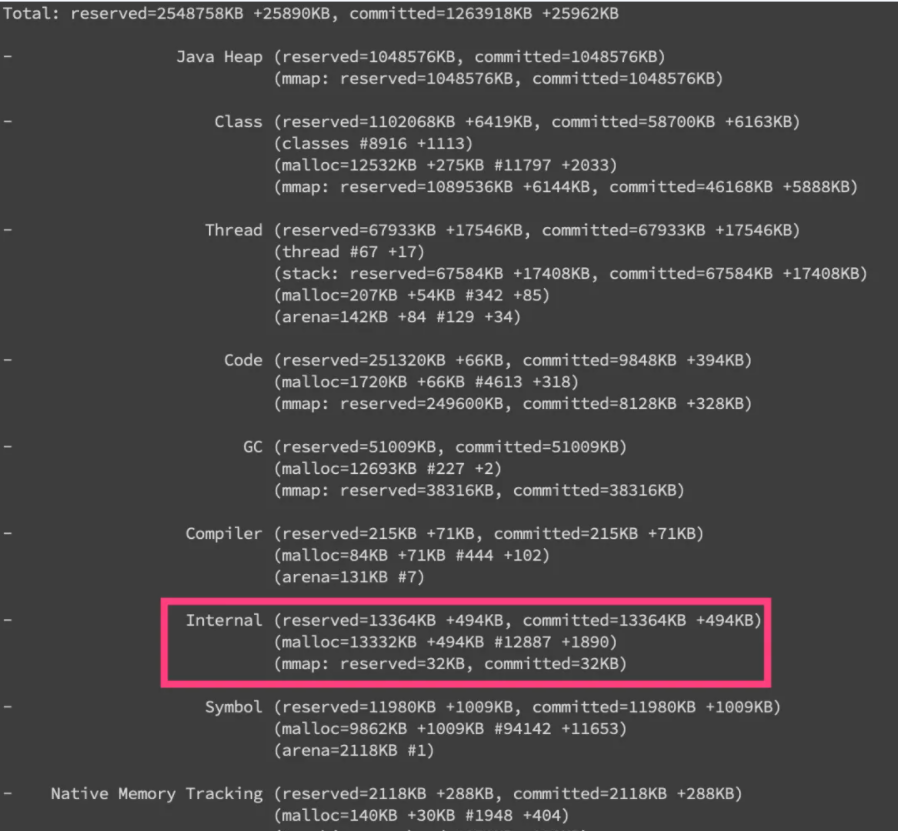 Total: reserved=2548758KB +25890KB, committed=1263918KB +25962KB
- Java Heap (reserved=1048576KB, committed=1048576KB)
(mmap: reserved=1048576KB, committed=1048576KB)
- Class (reserved=1102068KB +6419KB, committed=58700KB +6163KB)
(classes #8916 +1113)
(malloc=12532KB +275KB #11797 +2033)
(mmap: reserved=1089536KB +6144KB, committed=46168KB +5888KB)
- Thread (reserved=67933KB +17546KB, committed=67933KB +17546KB)
(thread #67 +17)
(stack: reserved=67584KB +17408KB, committed=67584KB +17408KB)
(malloc=207KB +54KB #342 +85)
(arena=142KB +84 #129 +34)
- Code (reserved=251320KB +66KB, committed=9848KB +394KB)
(malloc=1720KB +66KB #4613 +318)
(mmap: reserved=249600KB, committed=8128KB +328KB)
- GC (reserved=51009KB, committed=51009KB)
(malloc=12693KB #227 +2)
(mmap: reserved=38316KB, committed=38316KB)
- Compiler (reserved=215KB +71KB, committed=215KB +71KB)
(malloc=84KB +71KB #444 +102)
(arena=131KB #7)
- Internal (reserved=13364KB +494KB, committed=13364KB +494KB)
(malloc=13332KB +494KB #12887 +1890)
(mmap: reserved=32KB, committed=32KB)
- Symbol (reserved=11980KB +1009KB, committed=11980KB +1009KB)
(malloc=9862KB +1009KB #94142 +11653)
(arena=2118KB #1)
- Native Memory Tracking (reserved=2118KB +288KB, committed=2118KB +288KB)
(malloc=140KB +30KB #1948 +404)